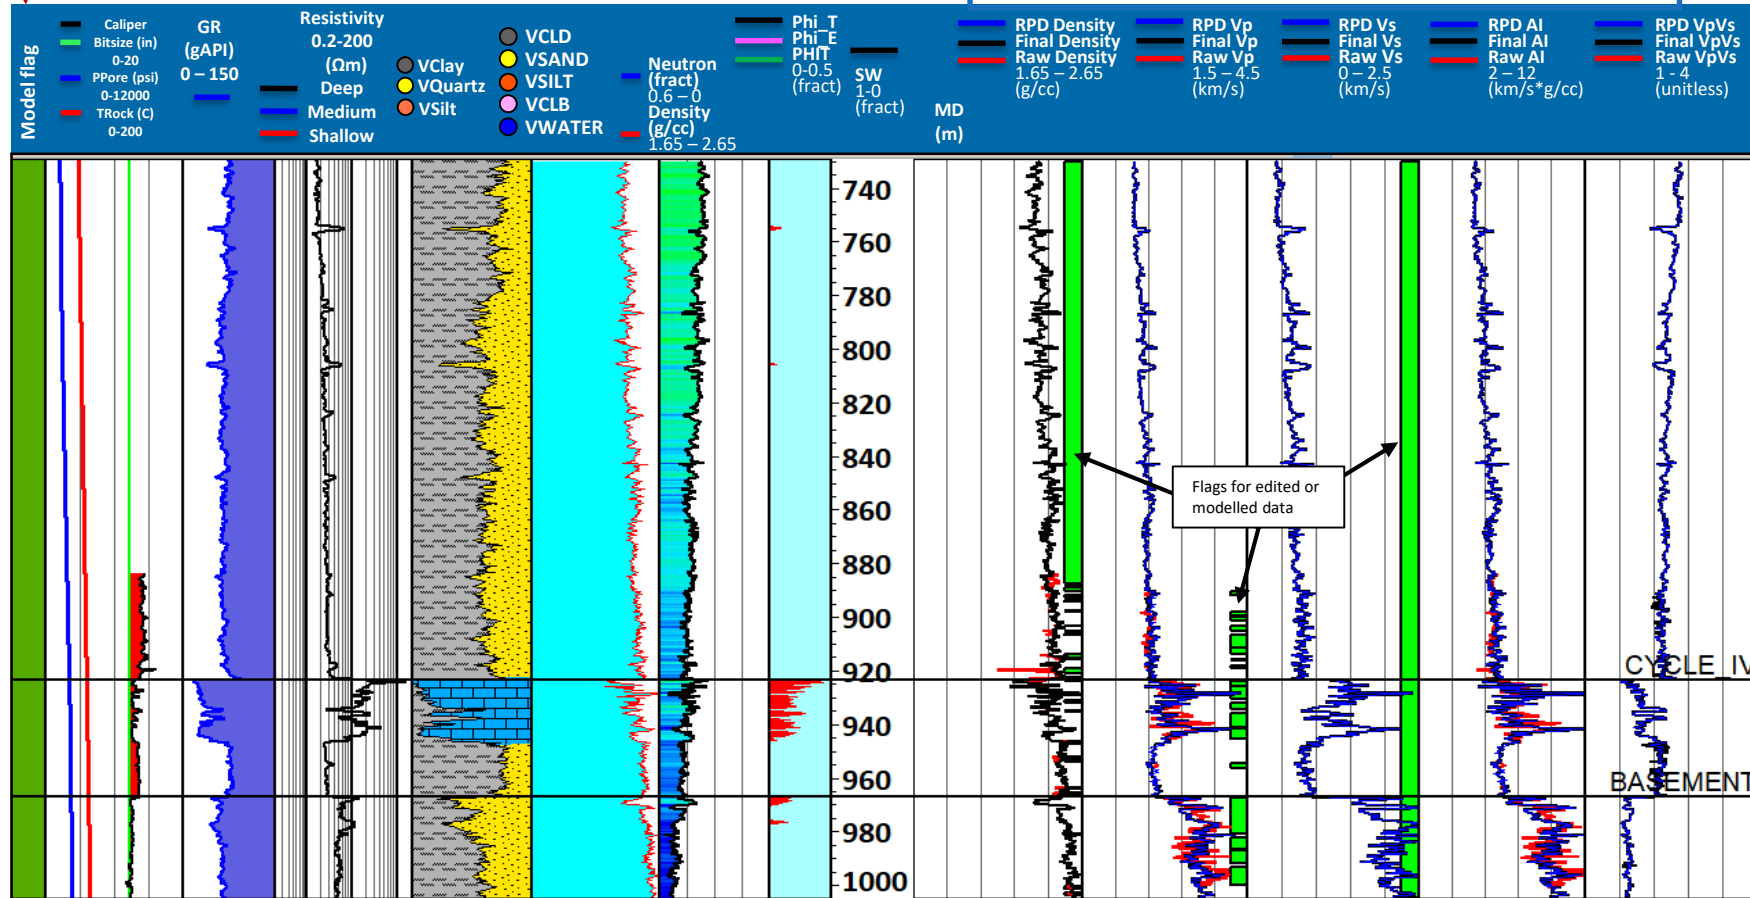 Model flag
Caliper
Bitsize (in)
0-20
PPore (psi)
0-12000
TRock (C)
0-200
GR
(gAPI)
0 – 150
Resistivity
0.2-200
(Ωm)
Deep
Medium
Shallow
VClay
VQuartz
VSilt
VCLD
VSAND
VSILT
VCLB
VWATER
Neutron
(fract)
0.6 – 0
Density
(g/cc)
1.65 – 2.65
Phi_T
Phi_E
PHIT
0-0.5
(fract)
SW
1-0
(fract)
MD
(m)
RPD Density
Final Density
Raw Density
1.65 – 2.65
(g/cc)
RPD Vp
Final Vp
Raw Vp
1.5 – 4.5
(km/s)
RPD Vs
Final Vs
Raw Vs
0 – 2.5
(km/s)
RPD AI
Final AI
Raw AI
2 – 12
(km/s*g/cc)
RPD VpVs
Final VpVs
Raw VpVs
1 - 4
(unitless)
740
760
780
800
820
840
860
880
900
920
940
960
980
1000
Flags for edited or
modelled data
CYCLE_IV
BASEMENT